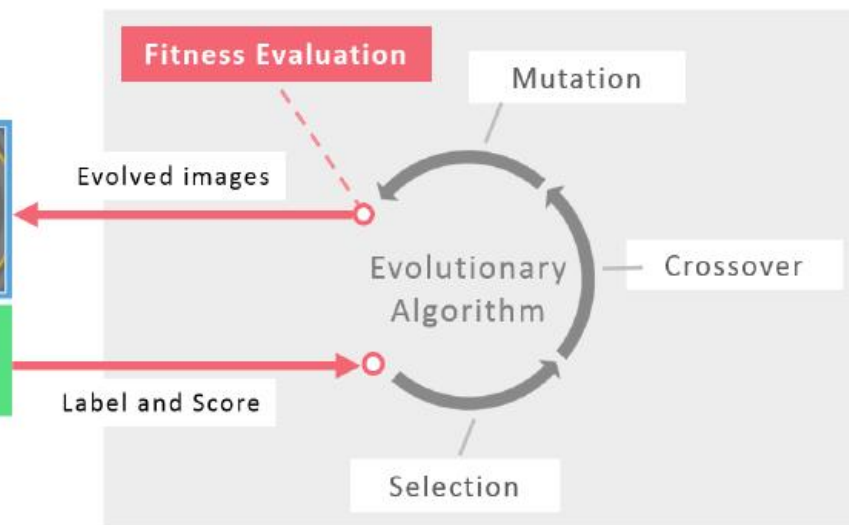 Fitness Evaluation
Mutation
Evolved images
Evolutionary
Algorithm
Crossover
Label and Score
Selection